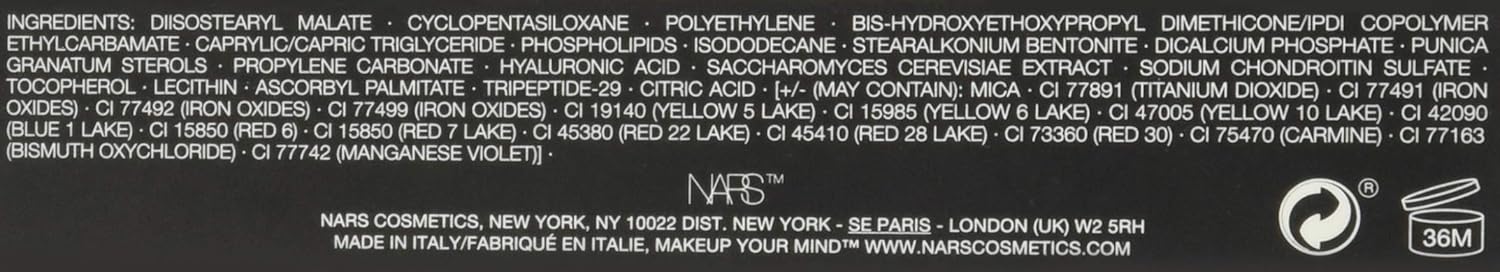 INGREDIENTS: DIISOSTEARYL MALATE · CYCLOPENTASILOXANE · POLYETHYLENE · BIS-HYDROXYETHOXYPROPYL DIMETHICONE/IPDI COPOLYMER
ETHYLCARBAMATE · CAPRYLIC/CAPRIC TRIGLYCERIDE · PHOSPHOLIPIDS · ISODODECANE · STEARALKONIUM BENTONITE · DICALCIUM PHOSPHATE · PUNICA
GRANATUM STEROLS · PROPYLENE CARBONATE · HYALURONIC ACID · SACCHAROMYCES CEREVISIAE EXTRACT · SODIUM CHONDROITIN SULFATE ·
TOCOPHEROL · LECITHIN · ASCORBYL PALMITATE · TRIPEPTIDE-29 · CITRIC ACID · [+/- (MAY CONTAIN): MICA · CI 77891 (TITANIUM DIOXIDE) · CI 77491 (IRON
OXIDES) · CI 77492 (IRON OXIDES) · CI 77499 (IRON OXIDES) · CI 19140 (YELLOW 5 LAKE) · CI 15985 (YELLOW 6 LAKE) · CI 47005 (YELLOW 10 LAKE) · CI 42090
(BLUE 1 LAKE) · CI 15850 (RED 6) · CI 15850 (RED 7 LAKE) · CI 45380 (RED 22 LAKE) · CI 45410 (RED 28 LAKE) · CI 73360 (RED 30) · CI 75470 (CARMINE) · CI 77163
(BISMUTH OXYCHLORIDE) · CI 77742 (MANGANESE VIOLET)] ·
NARS™
NARS COSMETICS, NEW YORK, NY 10022 DIST. NEW YORK - SE PARIS - LONDON (UK) W2 5RH
MADE IN ITALY/FABRIQUÉ EN ITALIE, MAKEUP YOUR MIND™ WWW.NARSCOSMETICS.COM
®
36M